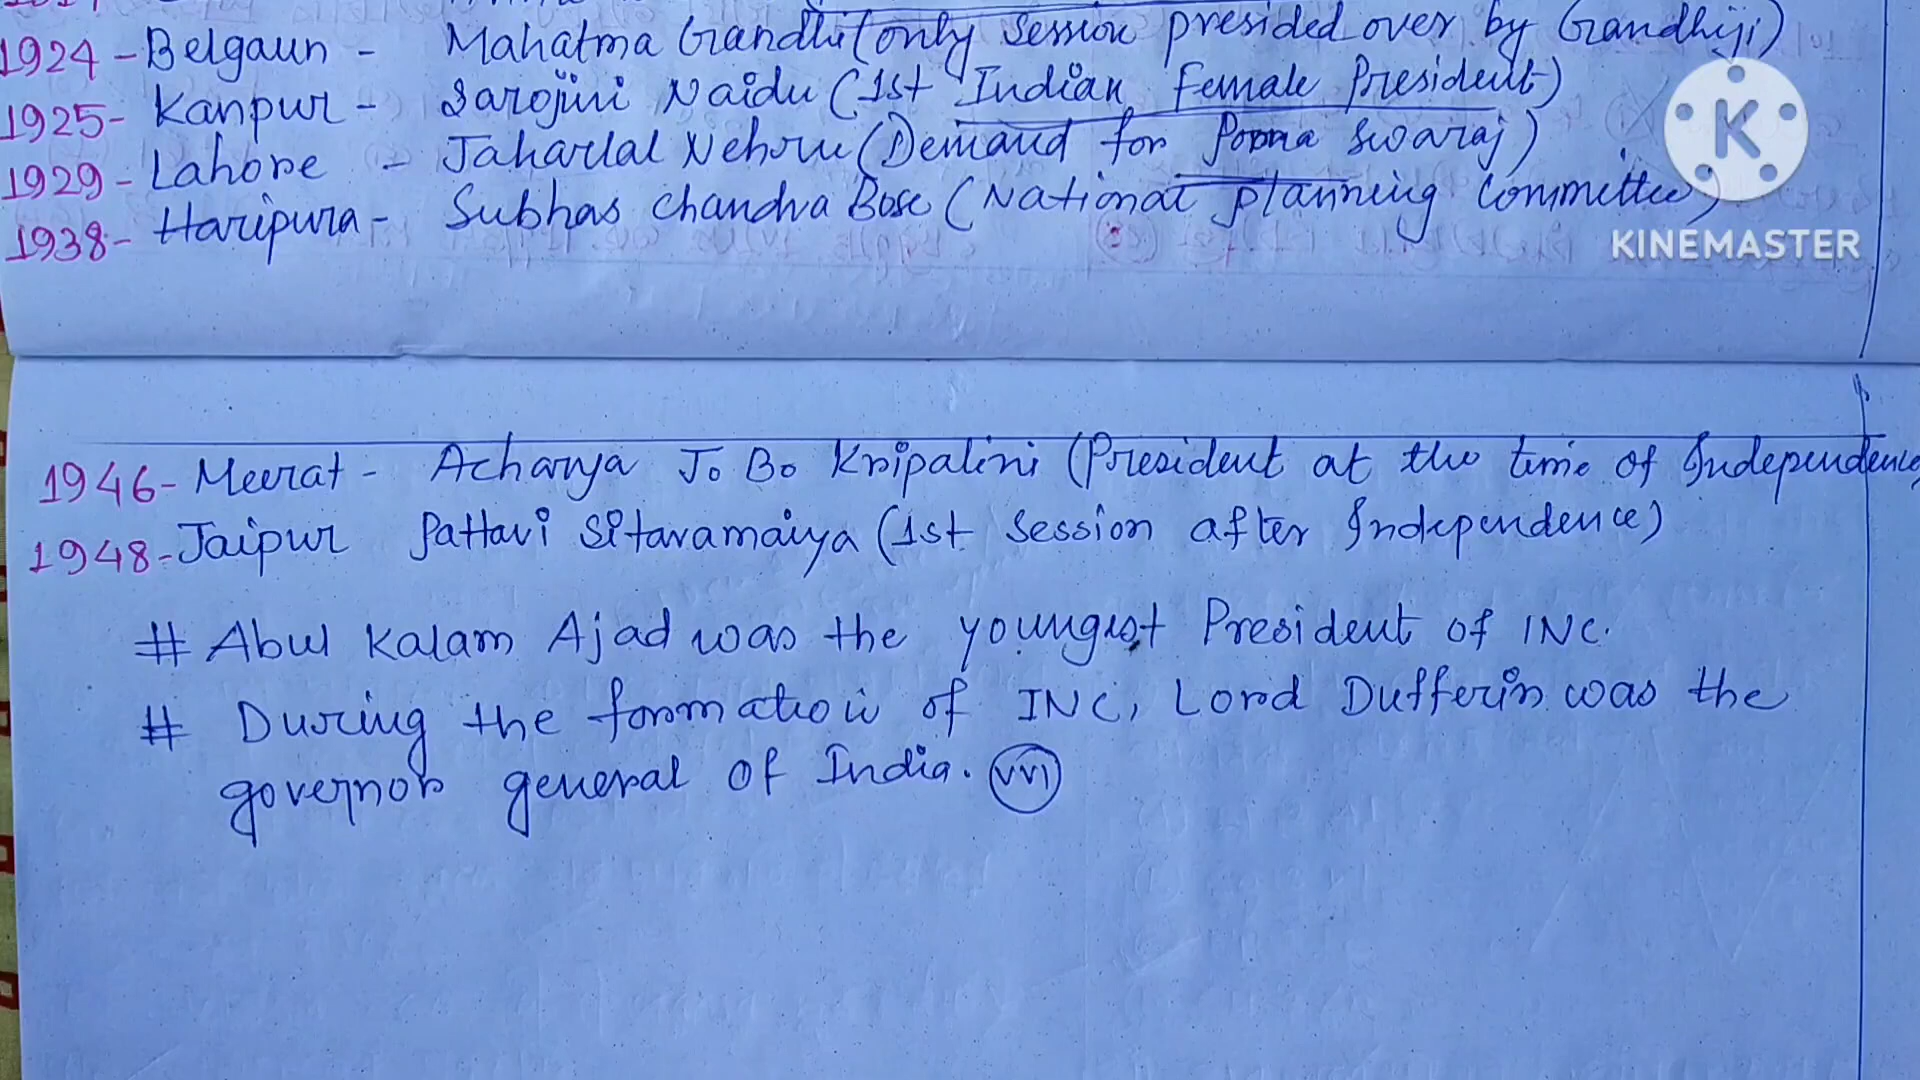 1924 - Belgaun - Mahatma Gandhi (only session presided over by Gandhiji)
1925 - Kanpur - Sarojini Naidu (1st Indian Female President)
1929 - Lahore - Jaharlal Nehru (Demand for Porna Swaraj)
1938 - Haripura - Subhas Chandra Bose (National planning Committee)
KINEMASTER
1946 - Meerat - Acharya J. B. Kripalini (President at the time of Independence
1948 - Jaipur Pattavi Sitaramaiya (1st Session after Independence)
# Abul Kalam Ajad was the youngest President of INC.
# During the formation of INC, Lord Dufferin was the
governor general of India. VVI